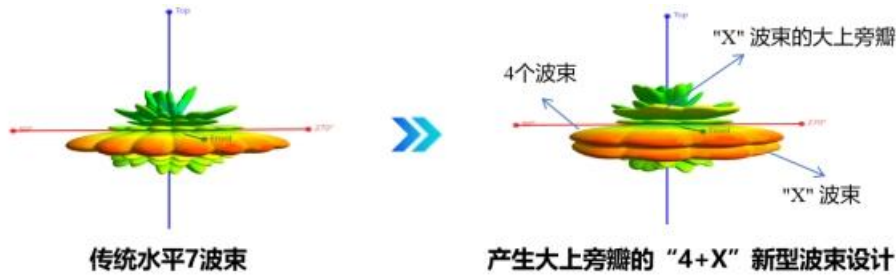 Top
Top
"X" 波束的大上旁瓣
4个波束
270°
270°
"X" 波束
传统水平7波束
产生大上旁瓣的“4+X”新型波束设计